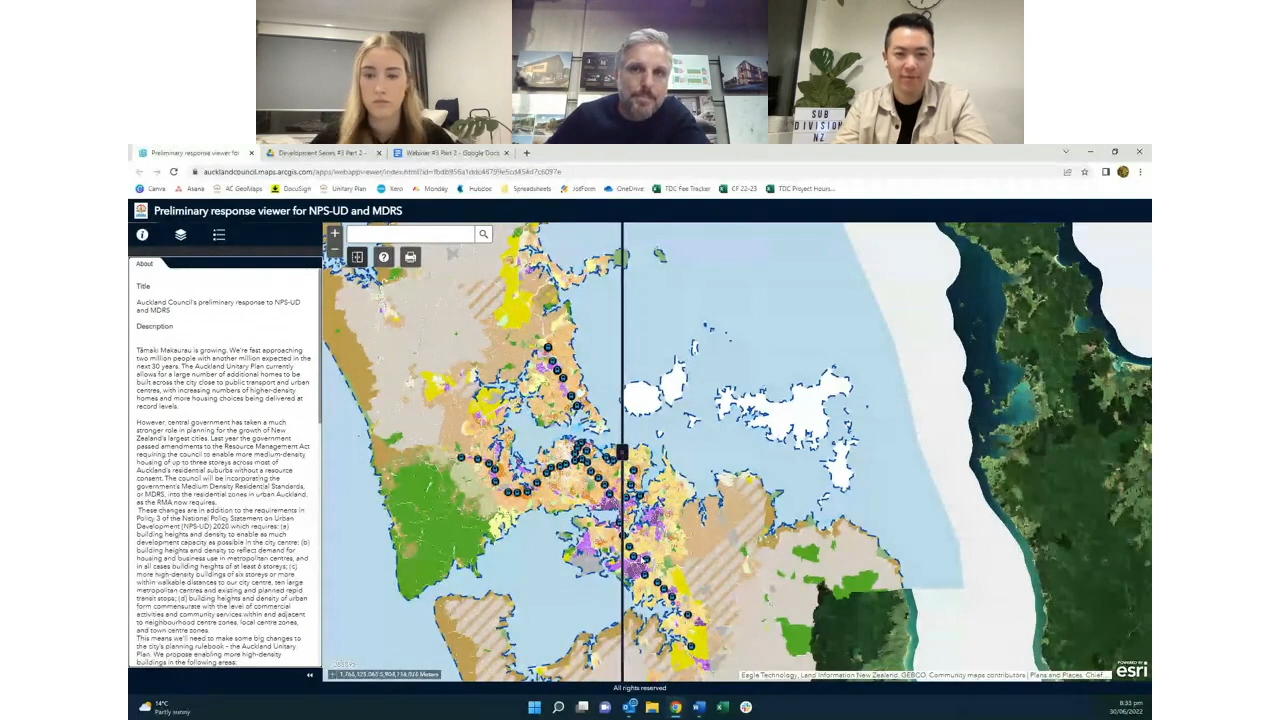 SUB
DIVISION
NZ
Preliminary response viewer for
Development Series #3 Part 2 -
Webinar #3 Part 2 - Google Docs
Canva
Asana
AC GeoMaps
DocuSign
Unitary Plan
Xero
Monday
Hubdoc
Spreadsheets
JotForm
OneDrive
TDC Fee Tracker
CF 22-23
TDC Project Hours...
Preliminary response viewer for NPS-UD and MDRS
About
Title
Auckland Council's preliminary response to NPS-UD
and MDRS
Description
Tāmaki Makaurau is growing. We're fast approaching
two million people with another million expected in the
next 30 years. The Auckland Unitary Plan currently
allows for a large number of additional homes to be
built across the city close to public transport and urban
centres, with increasing numbers of higher-density
homes and more housing choices being delivered at
record levels.
However, central government has taken a much
stronger role in planning for the growth of New
Zealand's largest cities. Last year the government
passed amendments to the Resource Management Act
requiring the council to enable more medium-density
housing of up to three storeys across most of
Auckland's residential suburbs without a resource
consent. The council will be incorporating the
government's Medium Density Residential Standards,
or MDRS, into the residential zones in urban Auckland,
as the RMA now requires.
These changes are in addition to the requirements in
Policy 3 of the National Policy Statement on Urban
Development (NPS-UD) 2020 which requires: (a)
building heights and density to enable as much
development capacity as possible in the city centre; (b)
building heights and density to reflect demand for
housing and business use in metropolitan centres, and
in all cases building heights of at least 6 storeys; (c)
more high-density buildings of six storeys or more
within walkable distances to our city centre, ten large
metropolitan centres and existing and planned rapid
transit stops; (d) building heights and density of urban
form commensurate with the level of commercial
activities and community services within and adjacent
to neighbourhood centre zones, local centre zones,
and town centre zones.
This means we'll need to make some big changes to
the city's planning rulebook – the Auckland Unitary
Plan. We propose enabling more high-density
buildings in the following areas:
Eagle Technology, Land Information New Zealand, GEBCO, Community maps contributors | Plans and Places, Chief...
POWERED BY
esri
All rights reserved
14°C
Partly sunny
8:33 pm
30/06/2022